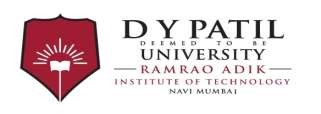 D Y PATIL
DEEMED TO BE
UNIVERSITY
RAMRAO ADIK
INSTITUTE OF TECHNOLOGY
NAVI MUMBAI